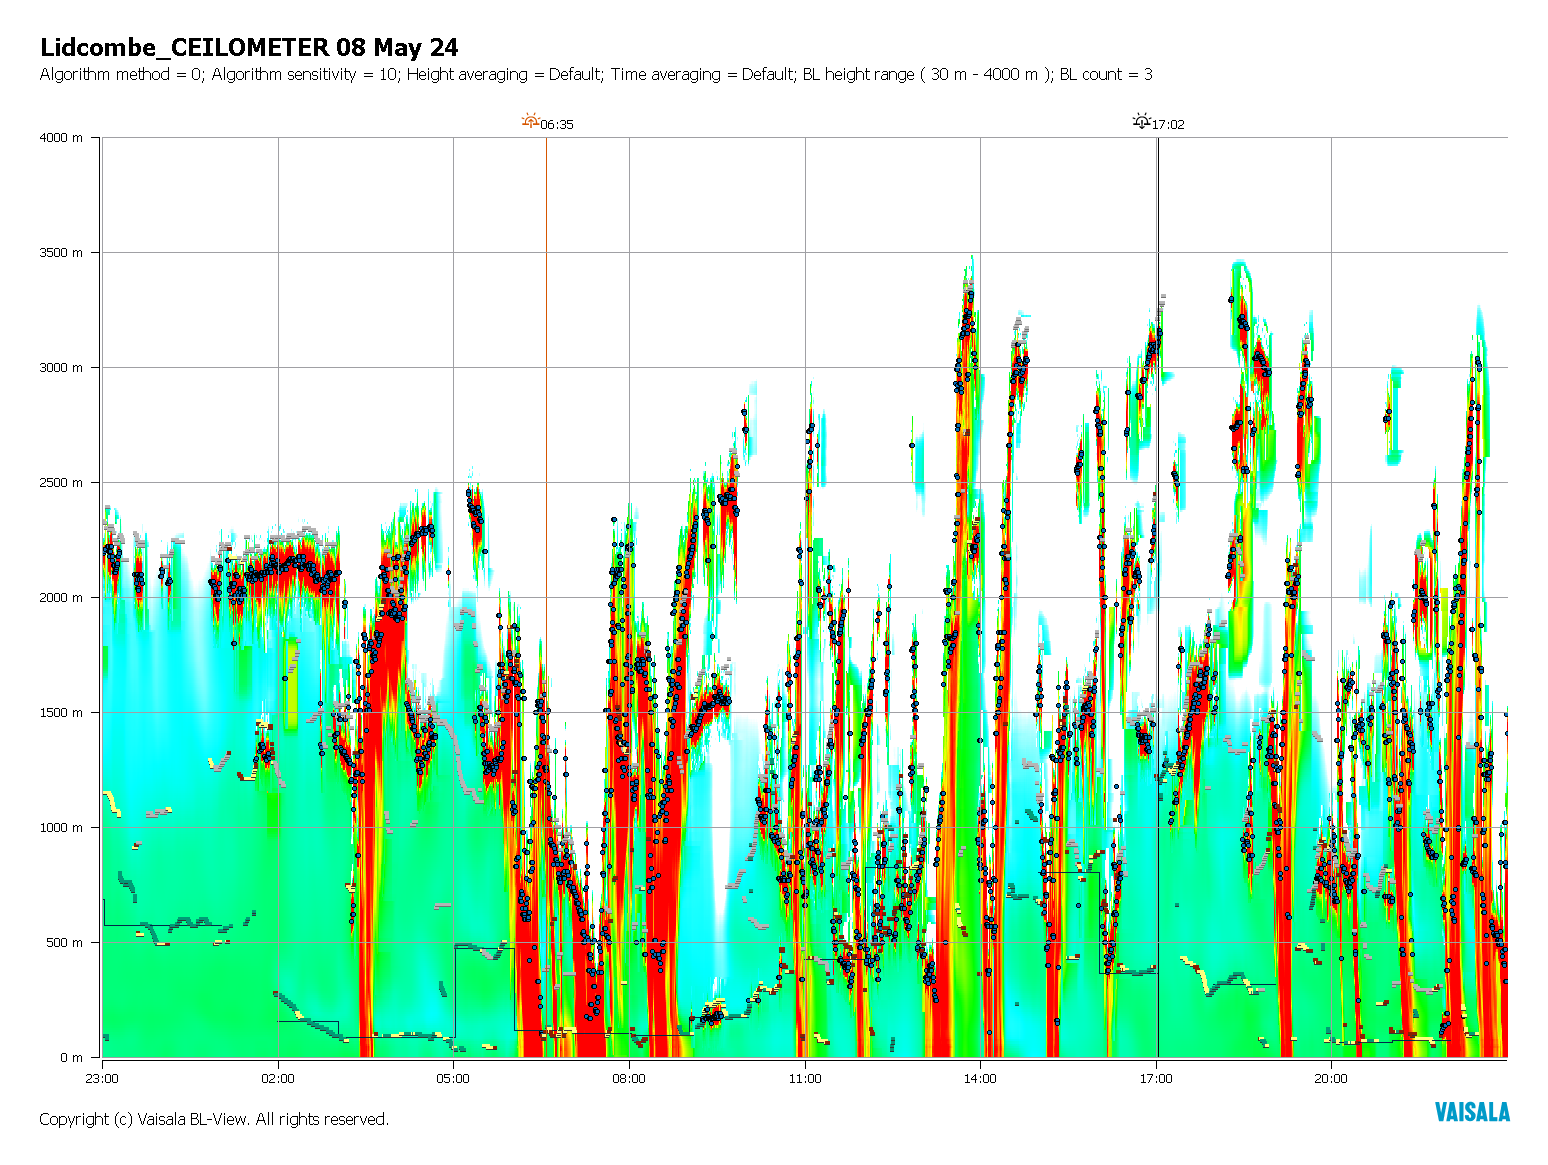 Lidcombe_CEILOMETER 08 May 24
Algorithm method = 0; Algorithm sensitivity = 10; Height averaging = Default; Time averaging = Default; BL height range ( 30 m - 4000 m ); BL count = 3
06:35
17:02
4000 m
3500 m
3000 m
2500 m
2000 m
1500 m
1000 m
500 m
0 m
23:00 02:00 05:00 08:00 11:00 14:00 17:00 20:00
Copyright (c) Vaisala BL-View. All rights reserved.
VAISALA